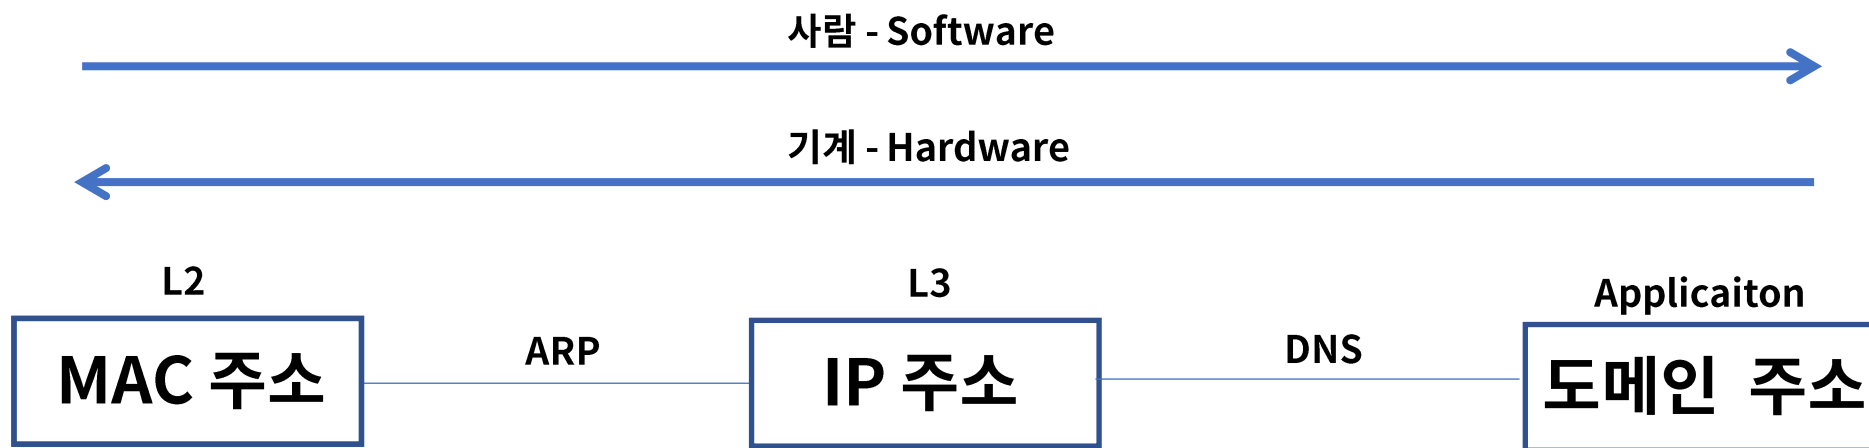 사람 - Software
기계 - Hardware
L2
L3
Applicaiton
MAC 주소
ARP
IP 주소
DNS
도메인 주소